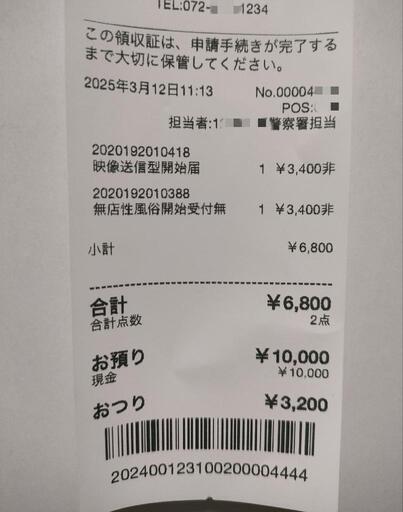 TEL:072- 1234
この領収証は、申請手続きが完了する
まで大切に保管してください。
2025年3月12日11:13 No.00004
POS:
担当者:1 警察署担当
2020192010418
映像送信型開始届 1 ¥3,400非
2020192010388
無店性風俗開始受付無 1 ¥3,400非
小計 ¥6,800
合計 ¥6,800
合計点数 2点
お預り ¥10,000
現金 ¥10,000
おつり ¥3,200
202400123100200004444